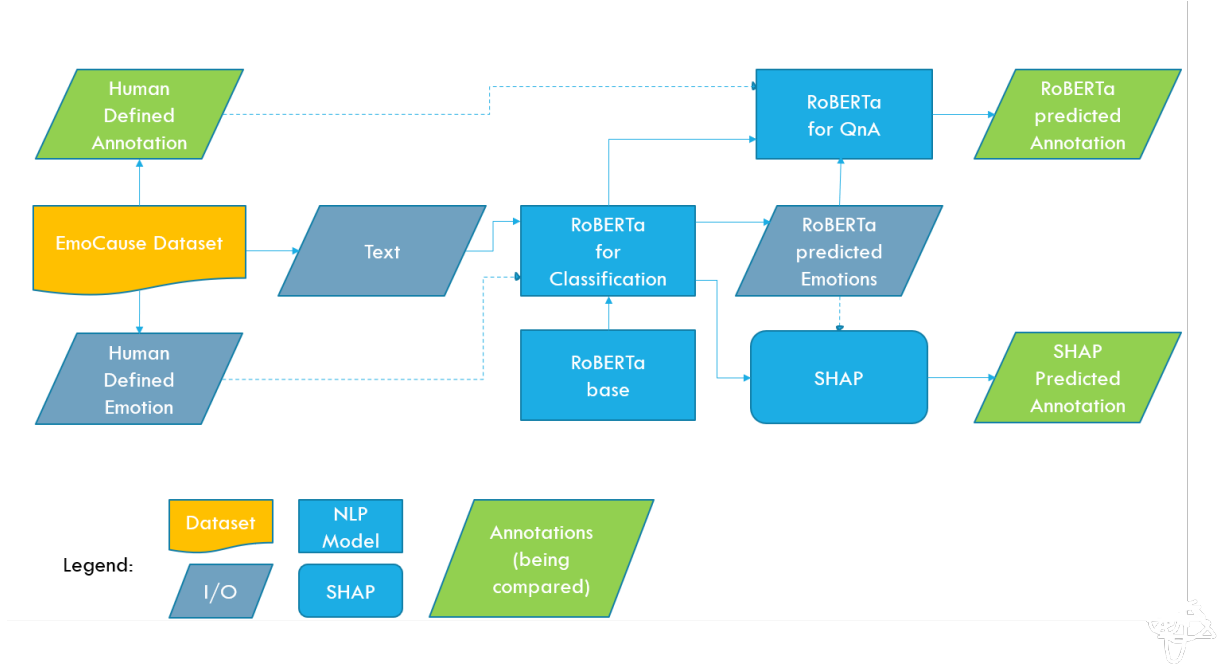 Human
Defined
Annotation
RoBERTa
for QnA
RoBERTa
predicted
Annotation
EmoCause Dataset
Text
RoBERTa
for
Classification
RoBERTa
predicted
Emotions
Human
Defined
Emotion
RoBERTa
base
SHAP
SHAP
Predicted
Annotation
Legend:
Dataset
NLP
Model
I/O
SHAP
Annotations
(being
compared)